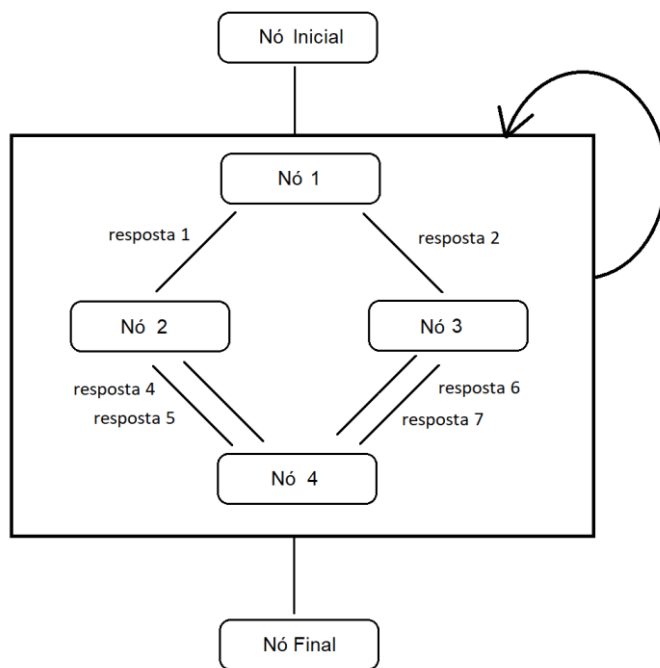 Nó Inicial
Nó 1
resposta 1
resposta 2
Nó 2
Nó 3
resposta 4
resposta 5
resposta 6
resposta 7
Nó 4
Nó Final